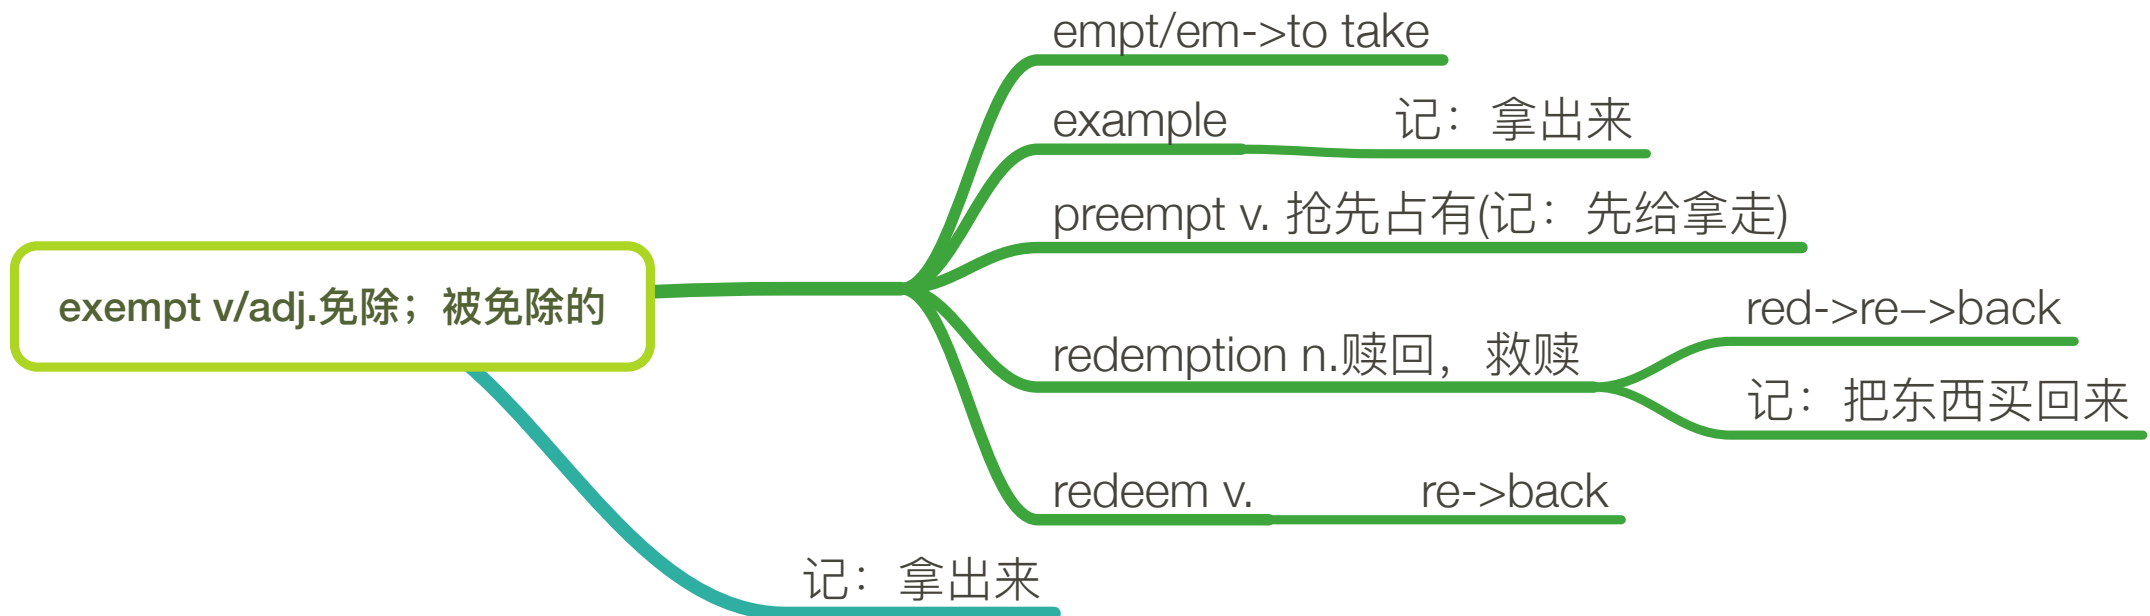 exempt v/adj.免除；被免除的
empt/em->to take
example
记：拿出来
preempt v. 抢先占有(记：先给拿走)
redemption n.赎回，救赎
red->re–>back
记：把东西买回来
redeem v.
re->back
记：拿出来